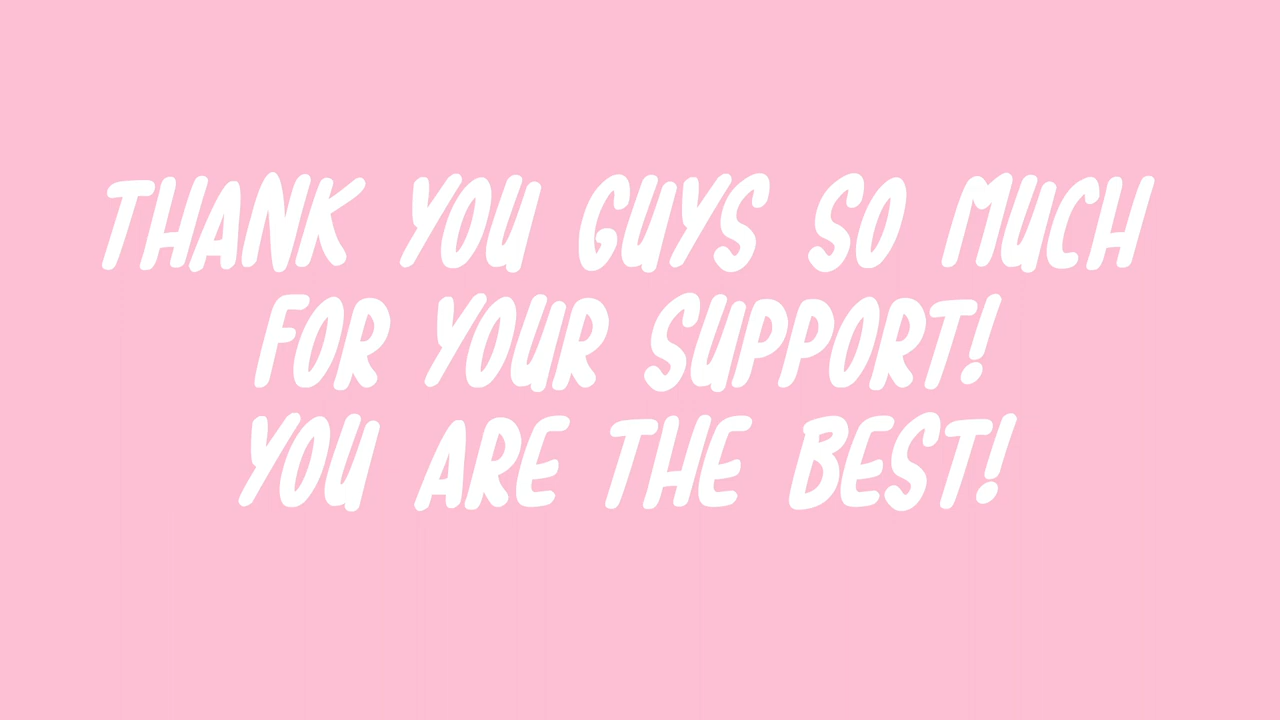 THANK YOU GUYS SO MUCH
FOR YOUR SUPPORT!
YOU ARE THE BEST!